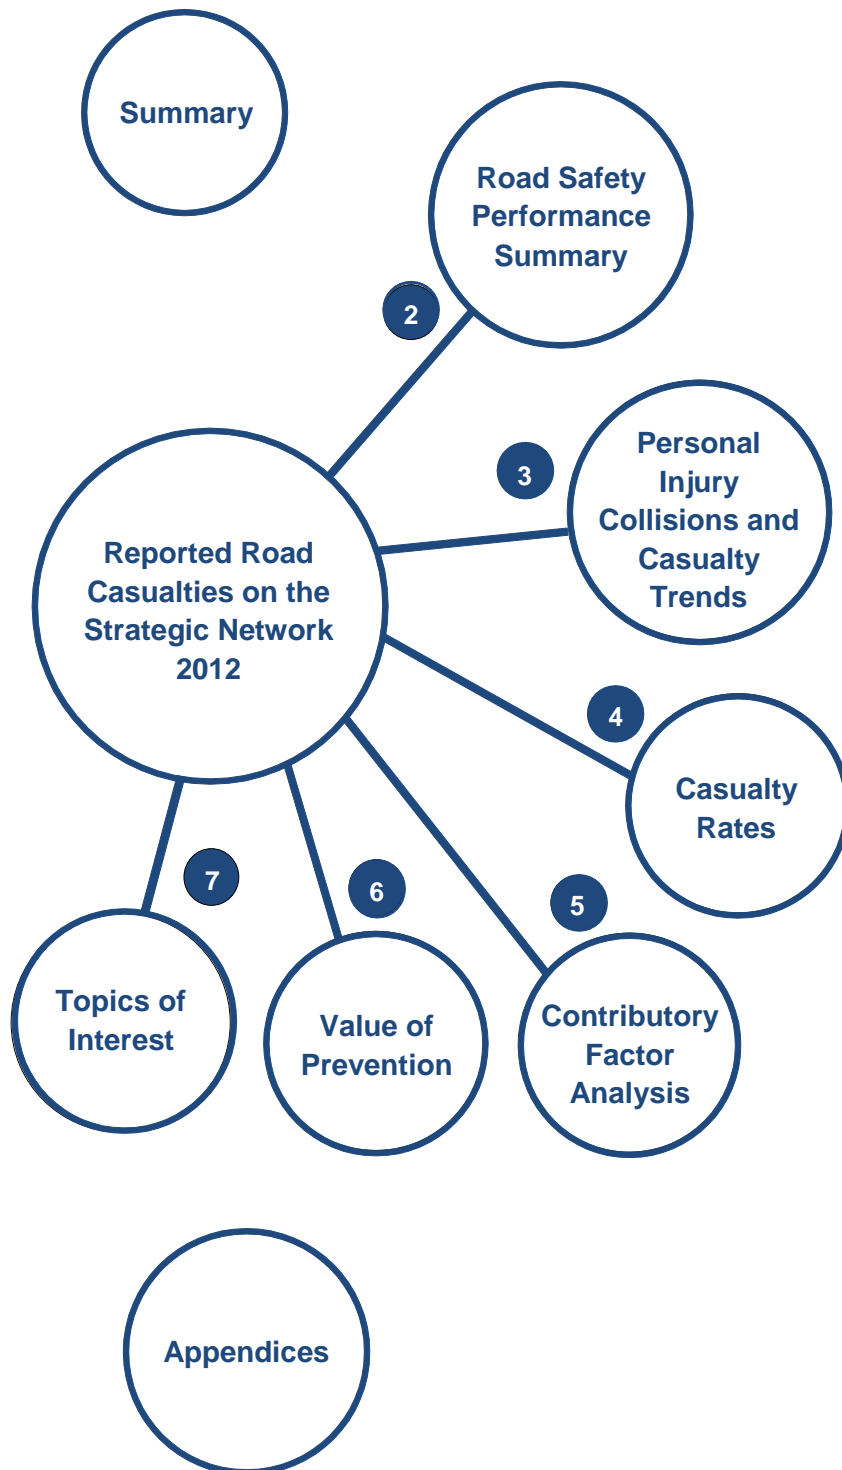 Summary
Road Safety
Performance
Summary
2
3
Personal
Injury
Collisions and
Casualty
Trends
Reported Road
Casualties on the
Strategic Network
2012
4
Casualty
Rates
7
6
5
Topics of
Interest
Value of
Prevention
Contributory
Factor
Analysis
Appendices